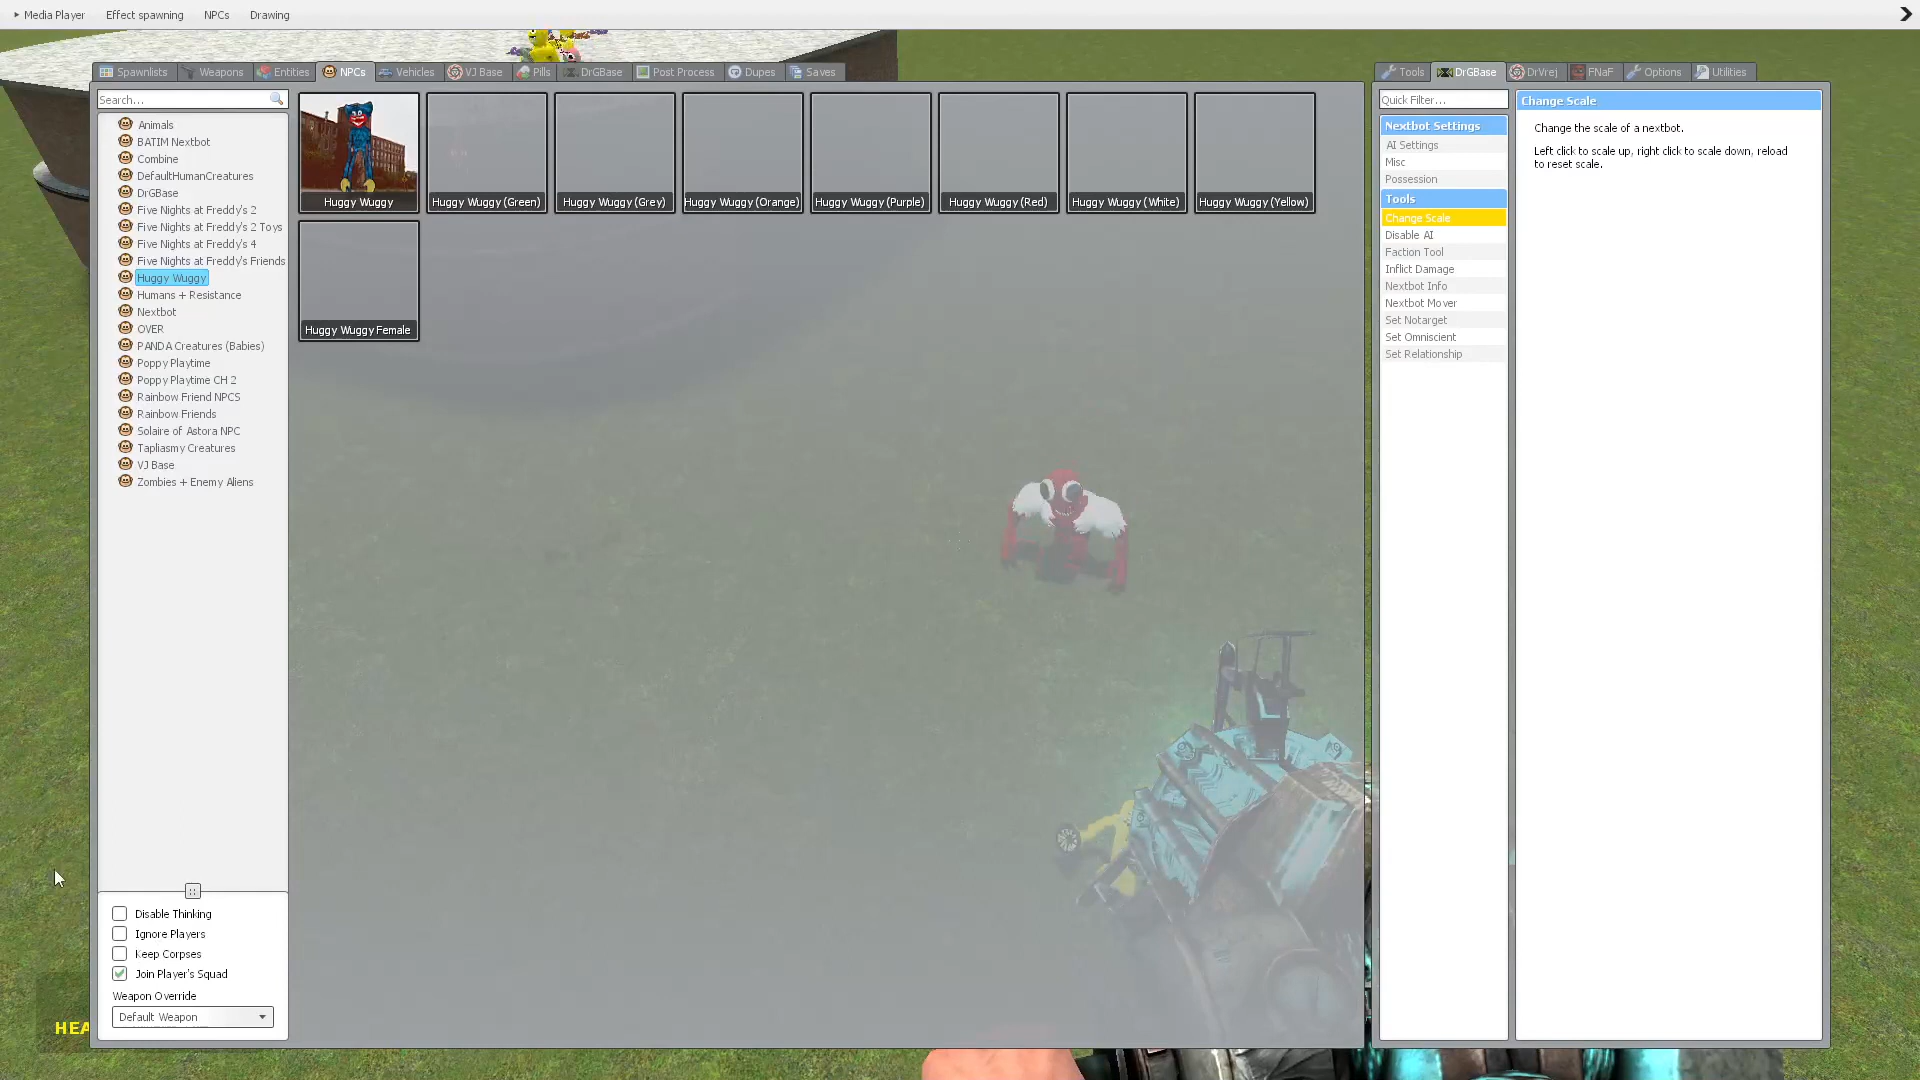 Media Player
Effect spawning
NPCs
Drawing
Spawnlists
Weapons
Entities
NPCs
Vehicles
VJ Base
Pills
DrGBase
Post Process
Dupes
Saves
Tools
DrGBase
DrVrej
FNaF
Options
Utilities
Search...
Animals
BATIM Nextbot
Combine
DefaultHumanCreatures
DrGBase
Five Nights at Freddy's 2
Five Nights at Freddy's 2 Toys
Five Nights at Freddy's 4
Five Nights at Freddy's Friends
Huggy Wuggy
Humans + Resistance
Nextbot
OVER
PANDA Creatures (Babies)
Poppy Playtime
Poppy Playtime CH 2
Rainbow Friend NPCS
Rainbow Friends
Solaire of Astora NPC
Tapliasmy Creatures
VJ Base
Zombies + Enemy Aliens
Disable Thinking
Ignore Players
Keep Corpses
Join Player's Squad
Weapon Override
Default Weapon
HEA
Huggy Wuggy
Huggy Wuggy (Green)
Huggy Wuggy (Grey)
Huggy Wuggy (Orange)
Huggy Wuggy (Purple)
Huggy Wuggy (Red)
Huggy Wuggy (White)
Huggy Wuggy (Yellow)
Huggy Wuggy Female
Quick Filter...
Nextbot Settings
AI Settings
Misc
Possession
Tools
Change Scale
Disable AI
Faction Tool
Inflict Damage
Nextbot Info
Nextbot Mover
Set Notarget
Set Omniscient
Set Relationship
Change Scale
Change the scale of a nextbot.
Left click to scale up, right click to scale down, reload
to reset scale.